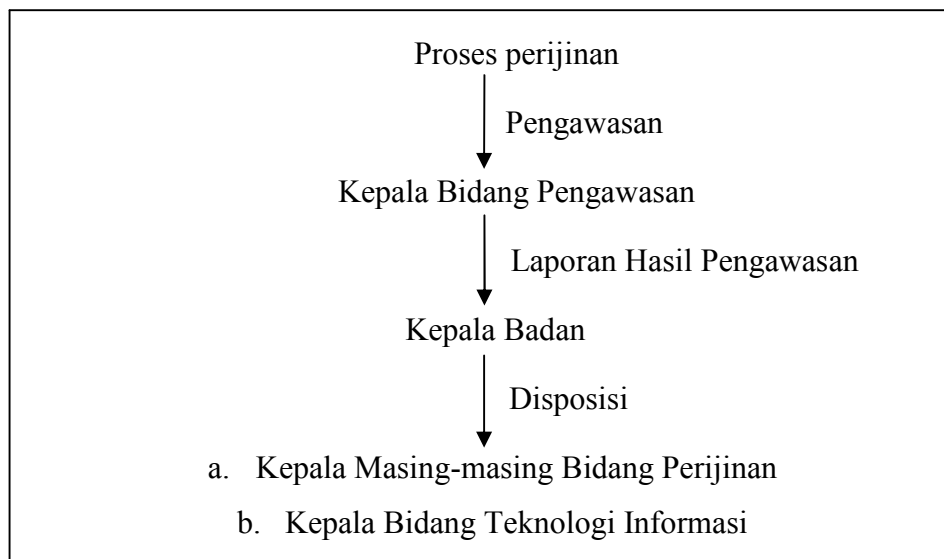 Proses perijinan
Pengawasan
Kepala Bidang Pengawasan
Laporan Hasil Pengawasan
Kepala Badan
Disposisi
a. Kepala Masing-masing Bidang Perijinan
b. Kepala Bidang Teknologi Informasi